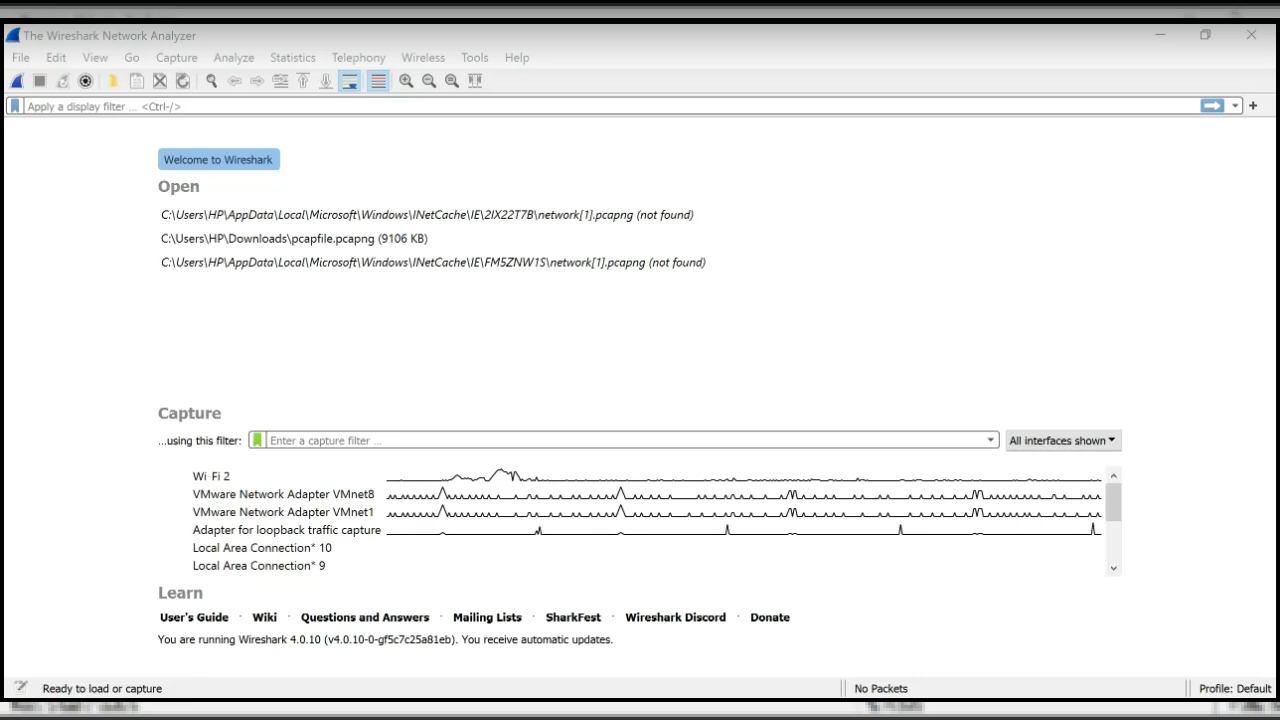 The Wireshark Network Analyzer
File Edit View Go Capture Analyze Statistics Telephony Wireless Tools Help
Apply a display filter ... <Ctrl-/>
Welcome to Wireshark
Open
C:\Users\HP\AppData\Local\Microsoft\Windows\INetCache\IE\2IX22T7B\network[1].pcapng (not found)
C:\Users\HP\Downloads\pcapfile.pcapng (9106 KB)
C:\Users\HP\AppData\Local\Microsoft\Windows\INetCache\IE\FM5ZNW1S\network[1].pcapng (not found)
Capture
...using this filter: Enter a capture filter ... All interfaces shown
Wi-Fi 2
VMware Network Adapter VMnet8
VMware Network Adapter VMnet1
Adapter for loopback traffic capture
Local Area Connection* 10
Local Area Connection* 9
Learn
User's Guide · Wiki · Questions and Answers · Mailing Lists · SharkFest · Wireshark Discord · Donate
You are running Wireshark 4.0.10 (v4.0.10-0-gf5c7c25a81eb). You receive automatic updates.
Ready to load or capture No Packets Profile: Default